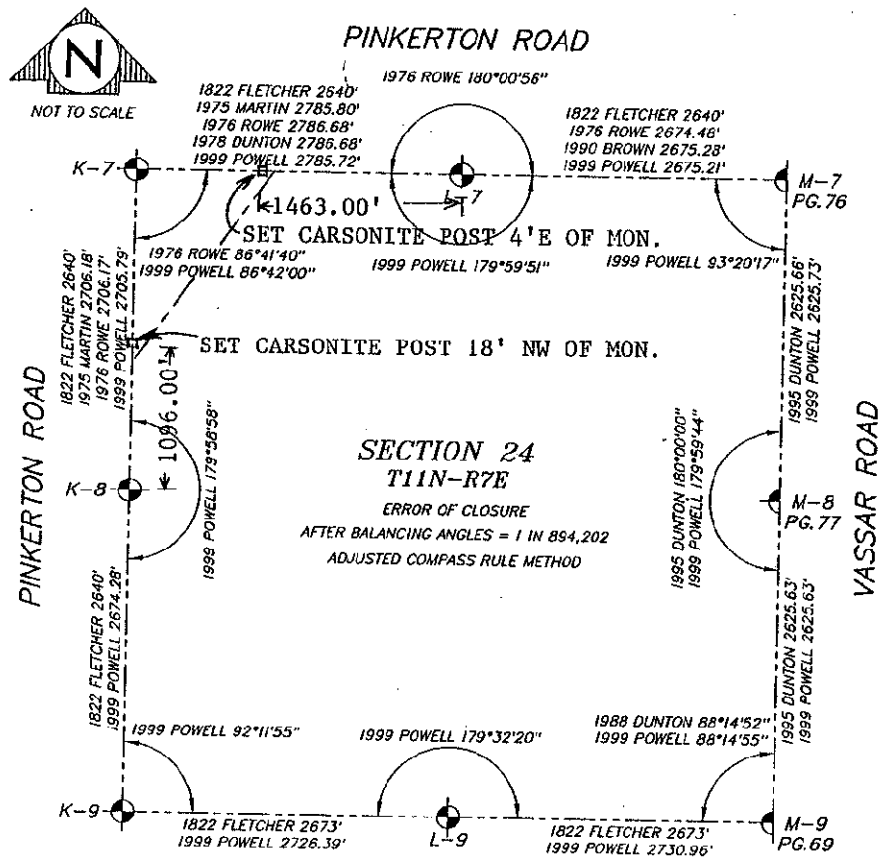 PINKERTON ROAD
N
NOT TO SCALE
1822 FLETCHER 2640'
1975 MARTIN 2785.80'
1976 ROWE 2786.68'
1978 DUNTON 2786.68'
1999 POWELL 2785.72'
1976 ROWE 180°00'56"
1822 FLETCHER 2640'
1976 ROWE 2674.48'
1990 BROWN 2675.28'
1999 POWELL 2675.21'
K-7
L-7
M-7
PG.76
1463.00'
SET CARSONITE POST 4'E OF MON.
1976 ROWE 86°41'40"
1999 POWELL 86°42'00"
1999 POWELL 179°59'51"
1999 POWELL 93°20'17"
1822 FLETCHER 2640'
1975 MARTIN 2706.18'
1976 ROWE 2706.17'
1999 POWELL 2705.79'
1995 DUNTON 2625.66'
1999 POWELL 2625.73'
SET CARSONITE POST 18' NW OF MON.
1096.00'
PINKERTON ROAD
VASSAR ROAD
K-8
1999 POWELL 179°58'58"
SECTION 24
T11N-R7E
ERROR OF CLOSURE
AFTER BALANCING ANGLES = 1 IN 894,202
ADJUSTED COMPASS RULE METHOD
1995 DUNTON 180°00'00"
1999 POWELL 179°59'44"
M-8
PG.77
1822 FLETCHER 2640'
1999 POWELL 2674.28'
1995 DUNTON 2625.63'
1999 POWELL 2625.63'
1999 POWELL 92°11'55"
1999 POWELL 179°32'20"
1988 DUNTON 88°14'52"
1999 POWELL 88°14'55"
K-9
L-9
M-9
PG.69
1822 FLETCHER 2673'
1999 POWELL 2726.39'
1822 FLETCHER 2673'
1999 POWELL 2730.96'